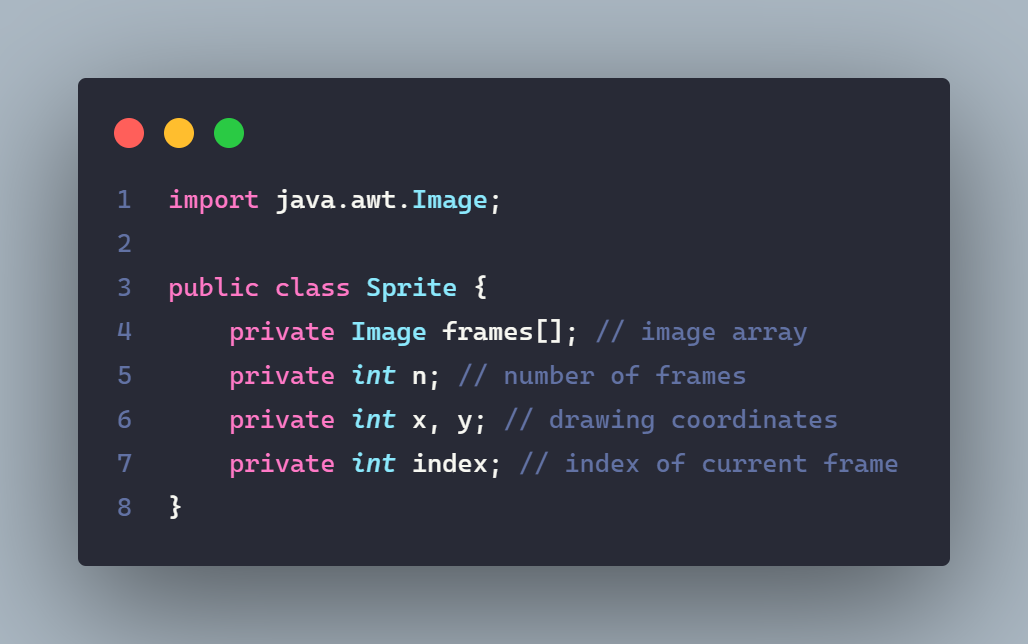 1 import java.awt.Image;
2
3 public class Sprite {
4     private Image frames[]; // image array
5     private int n; // number of frames
6     private int x, y; // drawing coordinates
7     private int index; // index of current frame
8 }